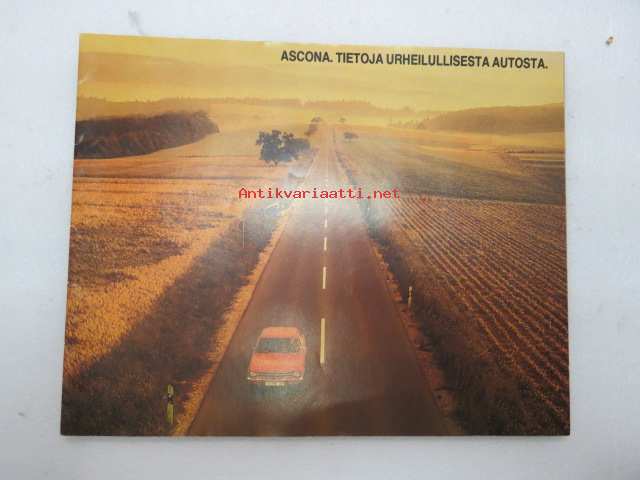 ASCONA. TIETOJA URHEILULLISESTA AUTOSTA.
Antikvariaatti.net